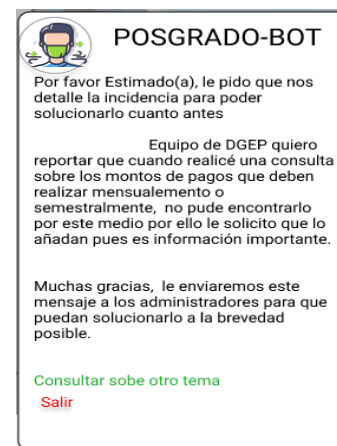 POSGRADO-BOT
Por favor Estimado(a), le pido que nos
detalle la incidencia para poder
solucionarlo cuanto antes
Equipo de DGEP quiero
reportar que cuando realicé una consulta
sobre los montos de pagos que deben
realizar mensualemento o
semestralmente, no pude encontrarlo
por este medio por ello le solicito que lo
añadan pues es información importante.
Muchas gracias, le enviaremos este
mensaje a los administradores para que
puedan solucionarlo a la brevedad
posible.
Consultar sobe otro tema
Salir